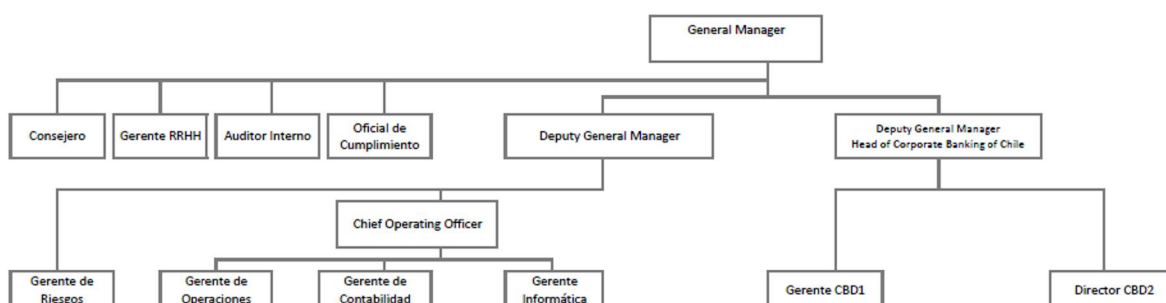 General Manager
Consejero
Gerente RRHH
Auditor Interno
Oficial de
Cumplimiento
Deputy General Manager
Deputy General Manager
Head of Corporate Banking of Chile
Chief Operating Officer
Gerente de
Riesgos
Gerente de
Operaciones
Gerente de
Contabilidad
Gerente
Informática
Gerente CBD1
Director CBD2